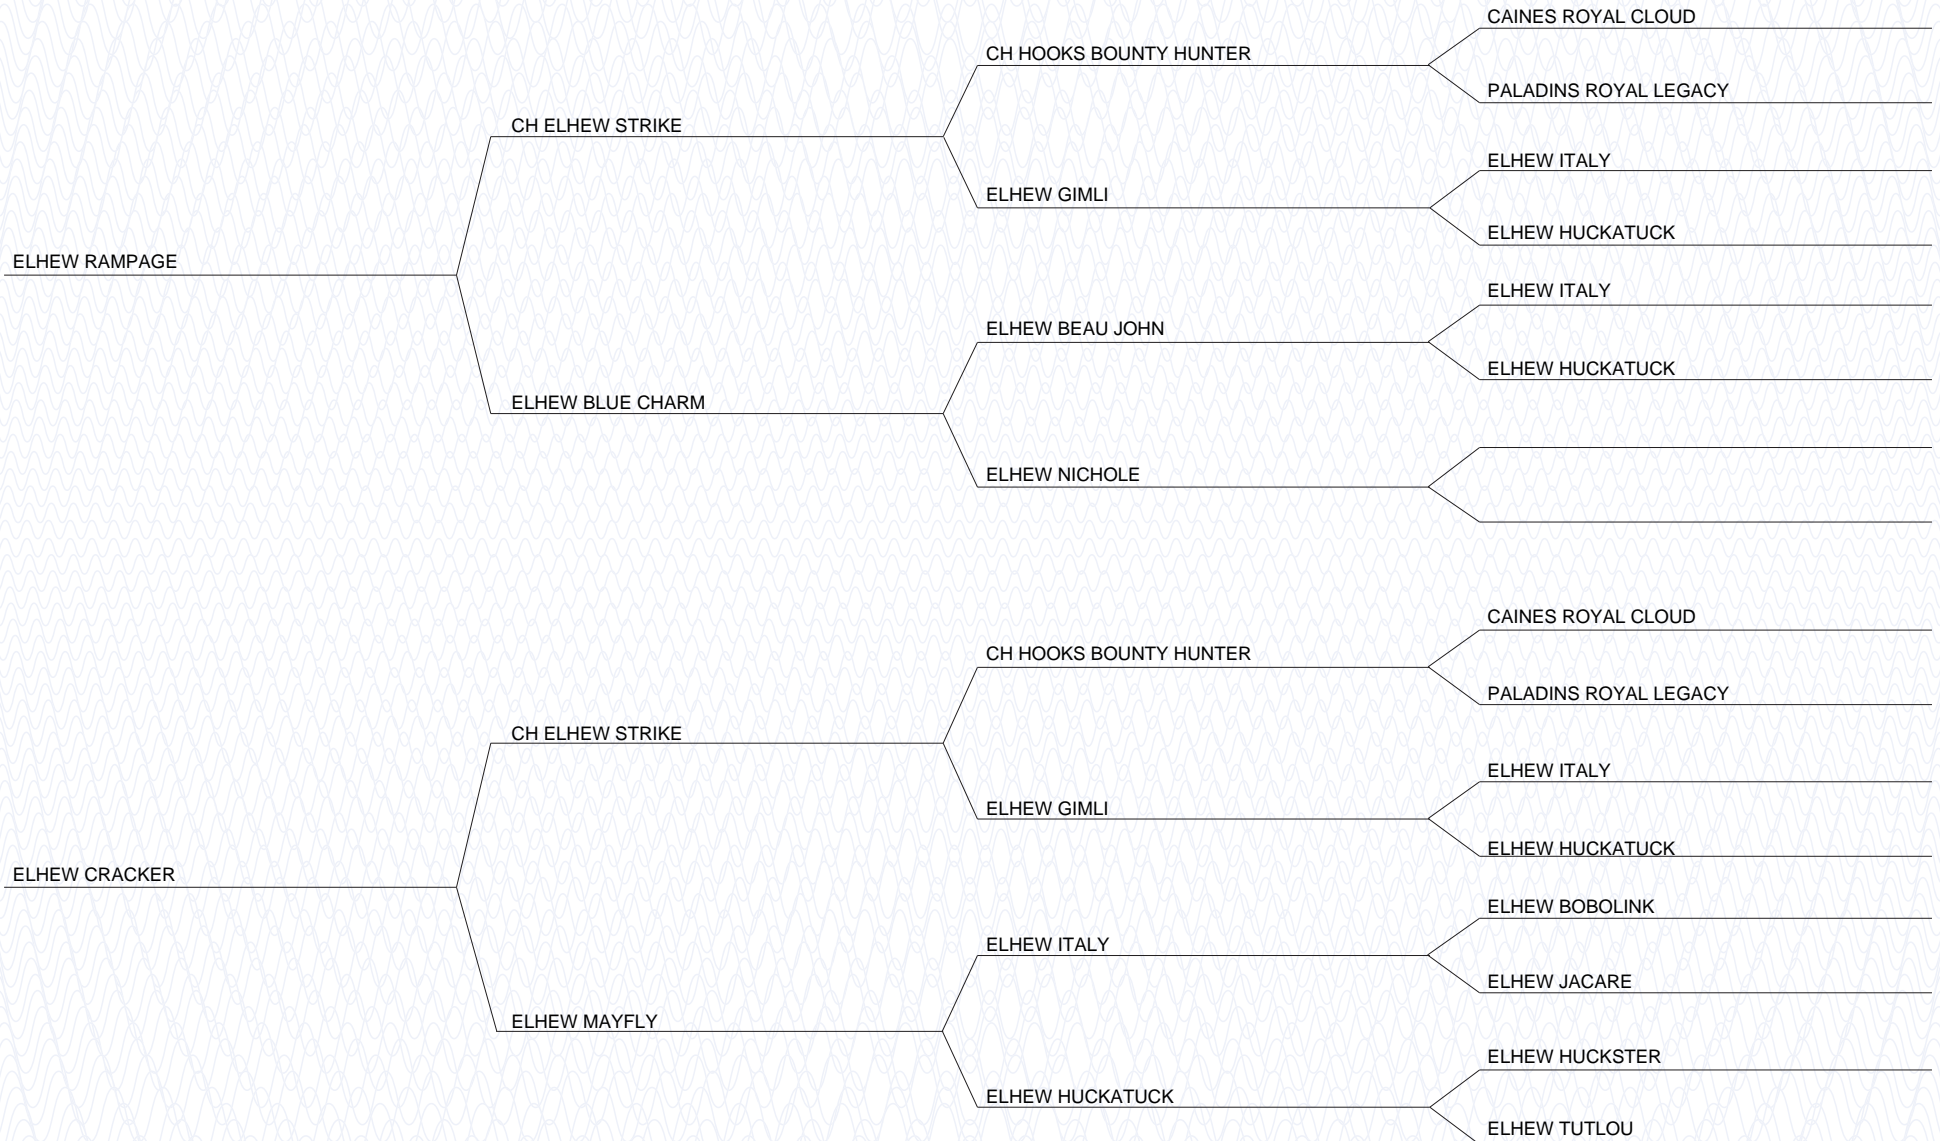 CAINES ROYAL CLOUD
CH HOOKS BOUNTY HUNTER
PALADINS ROYAL LEGACY
CH ELHEW STRIKE
ELHEW ITALY
ELHEW GIMLI
ELHEW HUCKATUCK
ELHEW RAMPAGE
ELHEW ITALY
ELHEW BEAU JOHN
ELHEW HUCKATUCK
ELHEW BLUE CHARM
ELHEW NICHOLE
CAINES ROYAL CLOUD
CH HOOKS BOUNTY HUNTER
PALADINS ROYAL LEGACY
CH ELHEW STRIKE
ELHEW ITALY
ELHEW GIMLI
ELHEW HUCKATUCK
ELHEW CRACKER
ELHEW BOBOLINK
ELHEW ITALY
ELHEW JACARE
ELHEW MAYFLY
ELHEW HUCKSTER
ELHEW HUCKATUCK
ELHEW TUTLOU